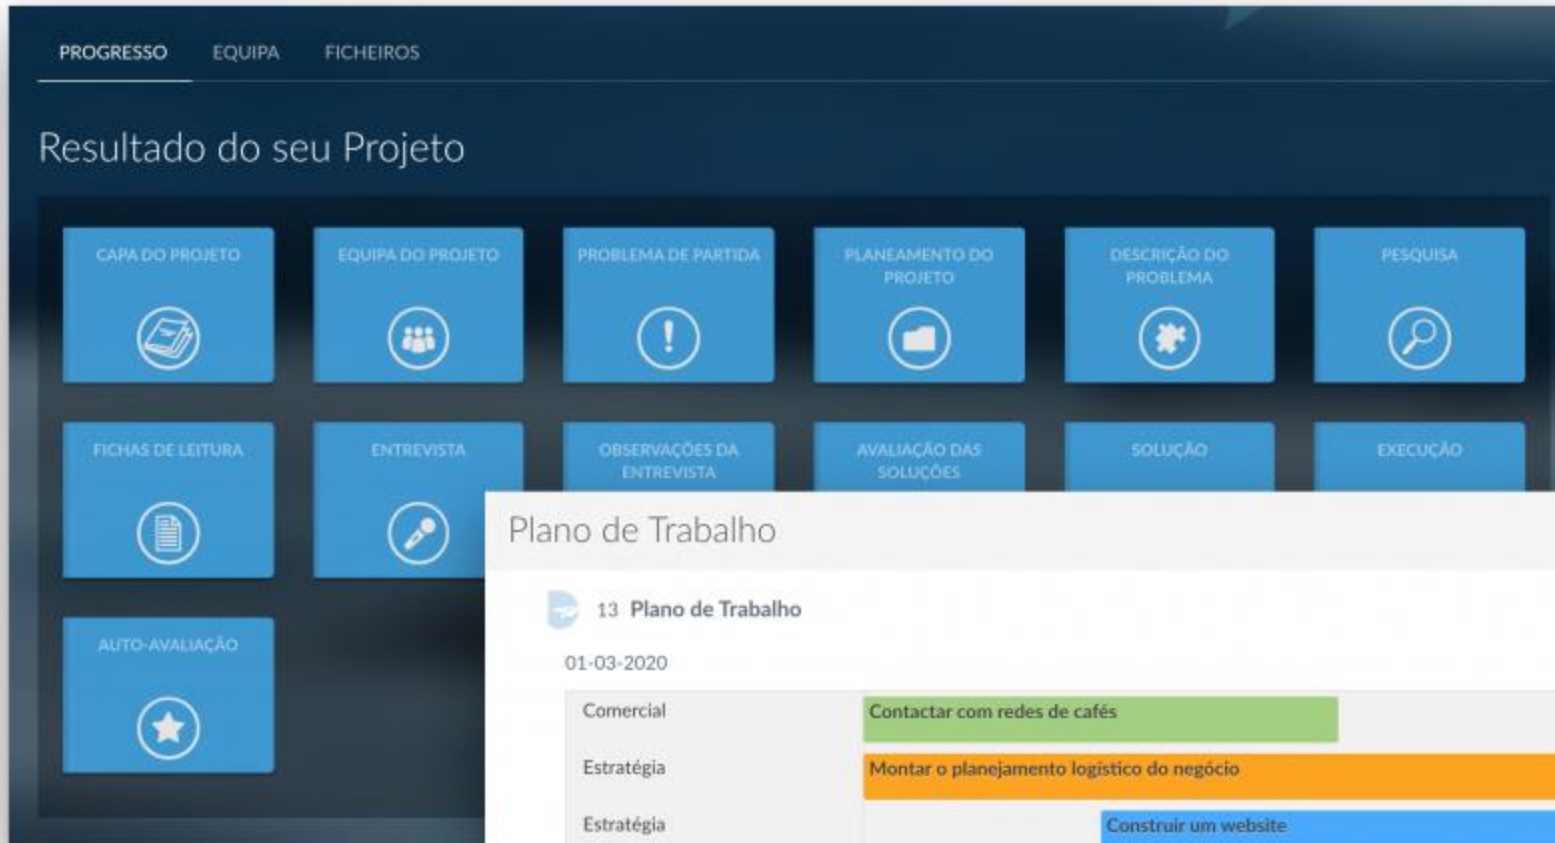 PROGRESSO EQUIPA FICHEIROS
Resultado do seu Projeto
CAPA DO PROJETO
EQUIPA DO PROJETO
PROBLEMA DE PARTIDA
PLANEAMENTO DO
PROJETO
DESCRIÇÃO DO
PROBLEMA
PESQUISA
FICHAS DE LEITURA
ENTREVISTA
OBSERVAÇÕES DA
ENTREVISTA
AVALIAÇÃO DAS
SOLUÇÕES
SOLUÇÃO
EXECUÇÃO
AUTO-AVALIAÇÃO
Plano de Trabalho
13 Plano de Trabalho
01-03-2020
Comercial Contactar com redes de cafés
Estratégia Montar o planejamento logístico do negócio
Estratégia Construir um website